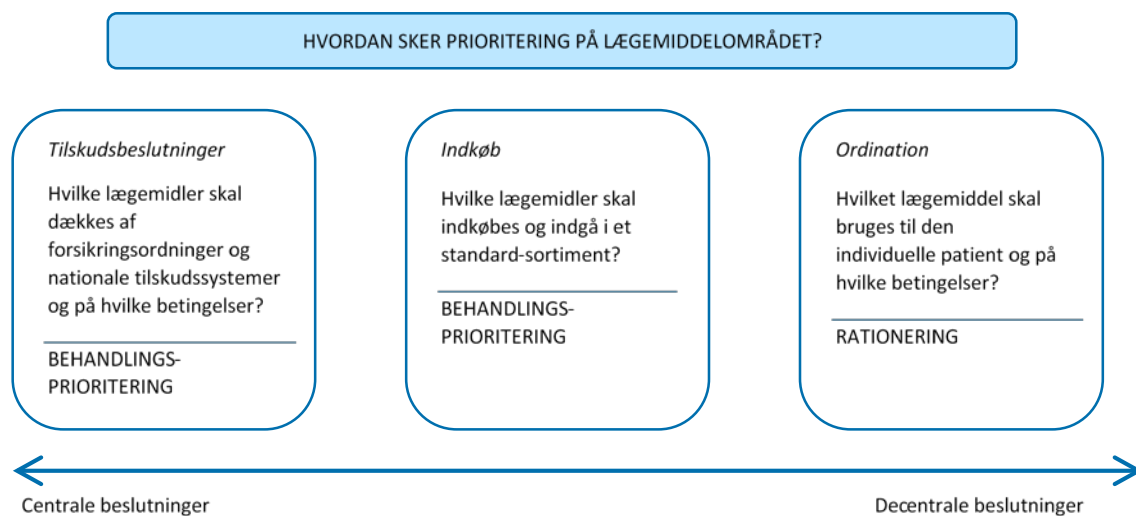 HVORDAN SKER PRIORITERING PÅ LÆGEMIDDELOMRÅDET?
Tilskudsbeslutninger
Hvilke lægemidler skal
dækkes af
forsikringsordninger og
nationale tilskudssystemer
og på hvilke betingelser?
BEHANDLINGS-
PRIORITERING
Indkøb
Hvilke lægemidler skal
indkøbes og indgå i et
standard-sortiment?
BEHANDLINGS-
PRIORITERING
Ordination
Hvilket lægemiddel skal
bruges til den
individuelle patient og på
hvilke betingelser?
RATIONERING
Centrale beslutninger
Decentrale beslutninger